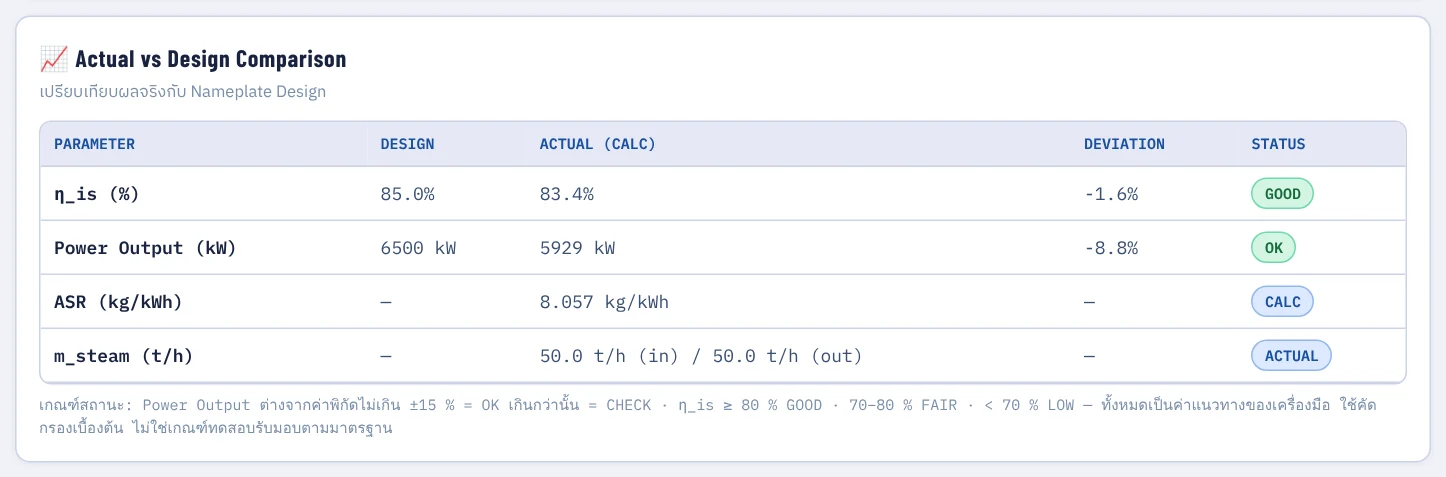 📈 Actual vs Design Comparison
เปรียบเทียบผลจริงกับ Nameplate Design
PARAMETER DESIGN ACTUAL (CALC) DEVIATION STATUS
η_is (%) 85.0% 83.4% -1.6% GOOD
Power Output (kW) 6500 kW 5929 kW -8.8% OK
ASR (kg/kWh) — 8.057 kg/kWh — CALC
m_steam (t/h) — 50.0 t/h (in) / 50.0 t/h (out) — ACTUAL
เกณฑ์สถานะ: Power Output ต่างจากค่าพิกัดไม่เกิน ±15 % = OK เกินกว่านั้น = CHECK · η_is ≥ 80 % GOOD · 70–80 % FAIR · < 70 % LOW — ทั้งหมดเป็นค่าแนวทางของเครื่องมือ ใช้คัด
กรองเบื้องต้น ไม่ใช่เกณฑ์ทดสอบรับมอบตามมาตรฐาน